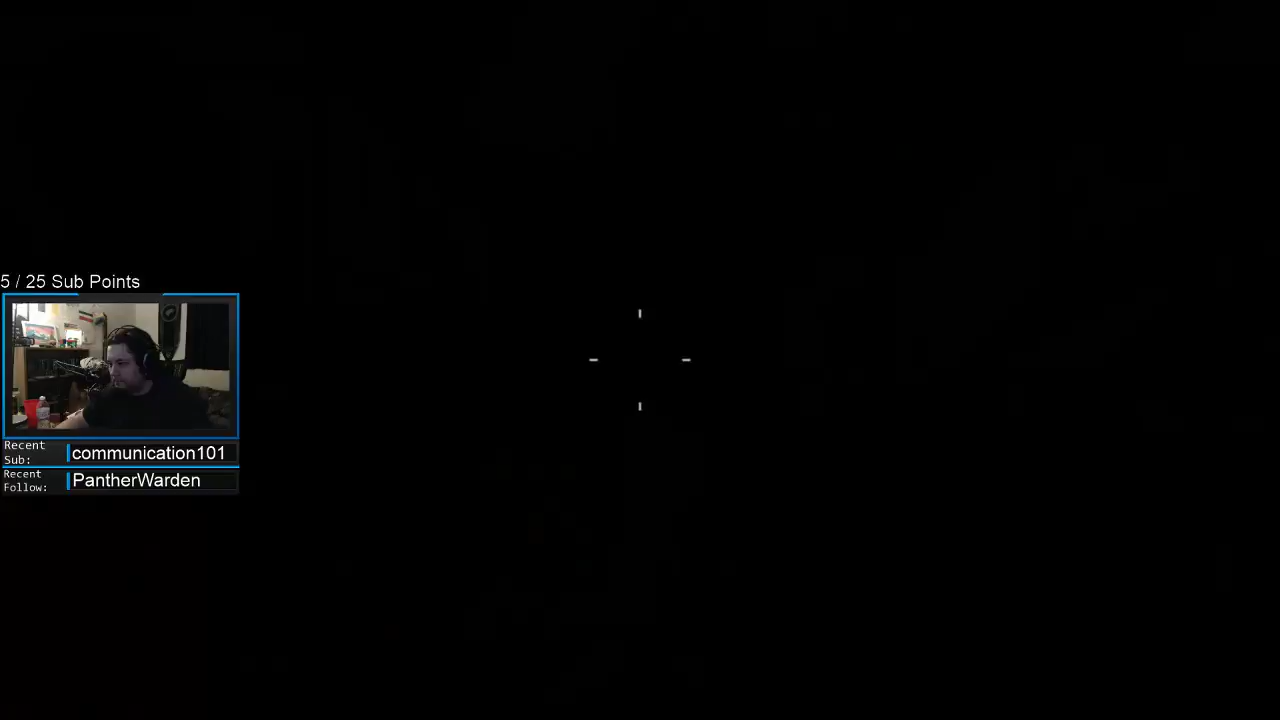 5 / 25 Sub Points
Recent Sub: communication101
Recent Follow: PantherWarden